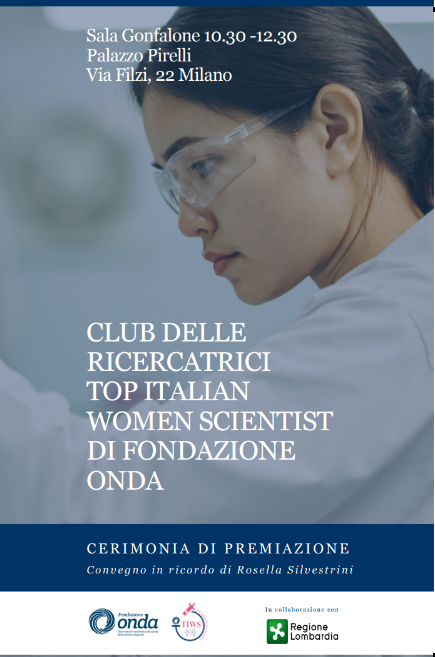 Sala Gonfalone 10.30 -12.30
Palazzo Pirelli
Via Filzi, 22 Milano
CLUB DELLE
RICERCATRICI
TOP ITALIAN
WOMEN SCIENTIST
DI FONDAZIONE
ONDA
CERIMONIA DI PREMIAZIONE
Convegno in ricordo di Rosella Silvestrini
In collaborazione con
Fondazione
onda
TIWS
Regione
Lombardia